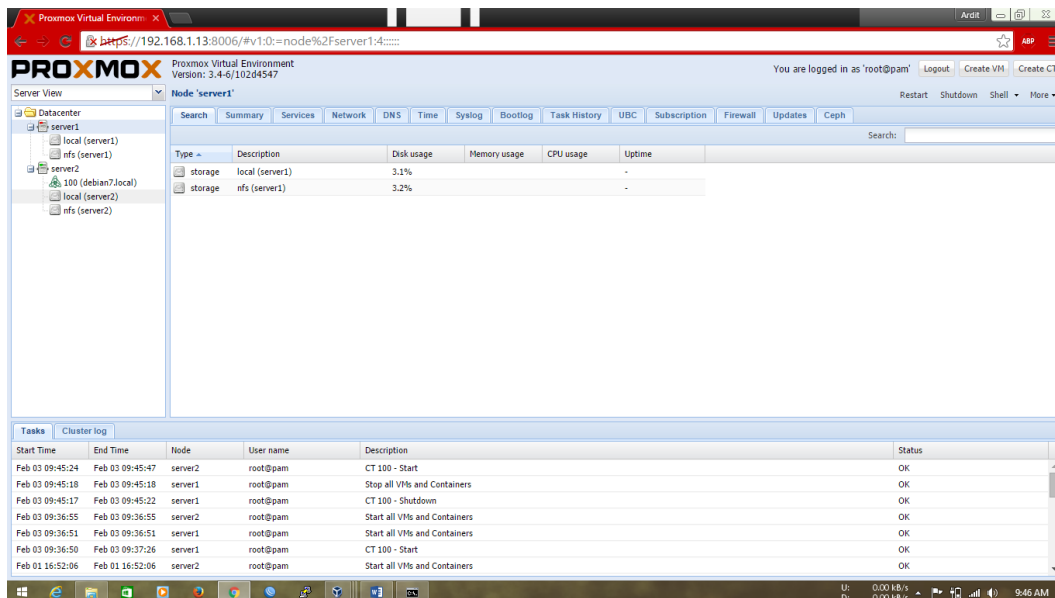 Proxmox Virtual Environm
Ardit
https://192.168.1.13:8006/#v1:0:=node%2Fserver1:4::::::
ABP
PROXMOX
Proxmox Virtual Environment
Version: 3.4-6/102d4547
You are logged in as 'root@pam' Logout Create VM Create CT
Server View
Node 'server1'
Restart Shutdown Shell More
Datacenter
server1
local (server1)
nfs (server1)
server2
100 (debian7.local)
local (server2)
nfs (server2)
Search Summary Services Network DNS Time Syslog Bootlog Task History UBC Subscription Firewall Updates Ceph
Search:
Type Description Disk usage Memory usage CPU usage Uptime
storage local (server1) 3.1% -
storage nfs (server1) 3.2% -
Tasks Cluster log
Start Time End Time Node User name Description Status
Feb 03 09:45:24 Feb 03 09:45:47 server2 root@pam CT 100 - Start OK
Feb 03 09:45:18 Feb 03 09:45:18 server1 root@pam Stop all VMs and Containers OK
Feb 03 09:45:17 Feb 03 09:45:22 server1 root@pam CT 100 - Shutdown OK
Feb 03 09:36:55 Feb 03 09:36:55 server2 root@pam Start all VMs and Containers OK
Feb 03 09:36:51 Feb 03 09:36:51 server1 root@pam Start all VMs and Containers OK
Feb 03 09:36:50 Feb 03 09:37:26 server1 root@pam CT 100 - Start OK
Feb 01 16:52:06 Feb 01 16:52:06 server2 root@pam Start all VMs and Containers OK
U: 0.00 kB/s
D: 0.00 kB/s
9:46 AM